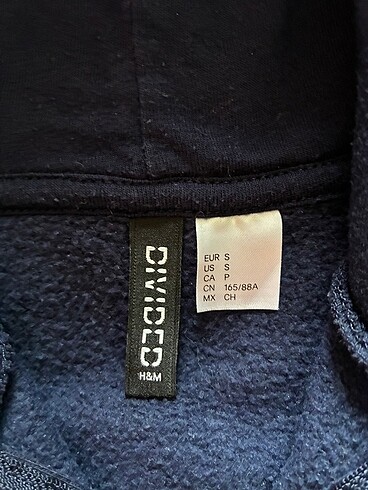 DIVIDED
H&M
EUR S
US S
CA P
CN 165/88A
MX CH